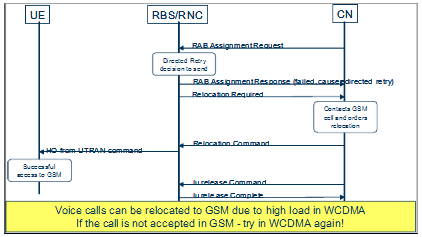 UE
RBS/RNC
CN
RAB Assignment Request
Directed Retry
decision to send
RAB Assignment Response (failed, cause: directed retry)
Relocation Required
Contacts GSM
cell and orders
relocation
Relocation Command
HO from UTRAN command
Successful
access to GSM
Iu release Command
Iu release Complete
Voice calls can be relocated to GSM due to high load in WCDMA
If the call is not accepted in GSM - try in WCDMA again!